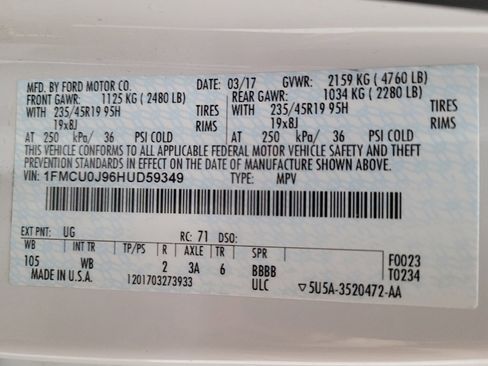 MFD. BY FORD MOTOR CO. DATE: 03/17 GVWR: 2159 KG ( 4760 LB)
FRONT GAWR: 1125 KG ( 2480 LB) REAR GAWR: 1034 KG ( 2280 LB)
WITH 235/45R19 95H TIRES WITH 235/45R19 95H TIRES
19x8J RIMS 19x8J RIMS
AT 250 kPa/ 36 PSI COLD AT 250 kPa/ 36 PSI COLD
THIS VEHICLE CONFORMS TO ALL APPLICABLE FEDERAL MOTOR VEHICLE SAFETY AND THEFT
PREVENTION STANDARDS IN EFFECT ON THE DATE OF MANUFACTURE SHOWN ABOVE.
VIN: 1FMCU0J96HUD59349 TYPE: MPV
EXT PNT: UG RC: 71 DSO:
WB INT TR TP/PS R AXLE TR SPR F0023
105 WB 2 3A 6 BBBB T0234
MADE IN U.S.A. 1201703273933 ULC ▽5U5A-3520472-AA